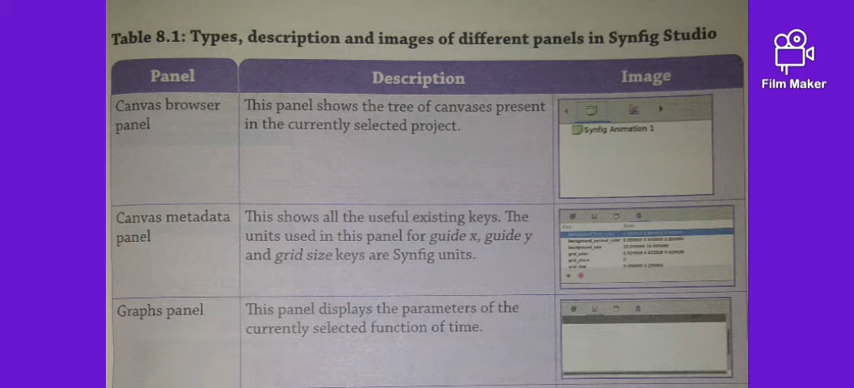 Table 8.1: Types, description and images of different panels in Synfig Studio
Panel
Description
Image
Film Maker
Canvas browser
panel
This panel shows the tree of canvases present
in the currently selected project.
Synfig Animation 1
Canvas metadata
panel
This shows all the useful existing keys. The
units used in this panel for guide x, guide y
and grid size keys are Synfig units.
background_second_color
background_size
grid_color
Graphs panel
This panel displays the parameters of the
currently selected function of time.